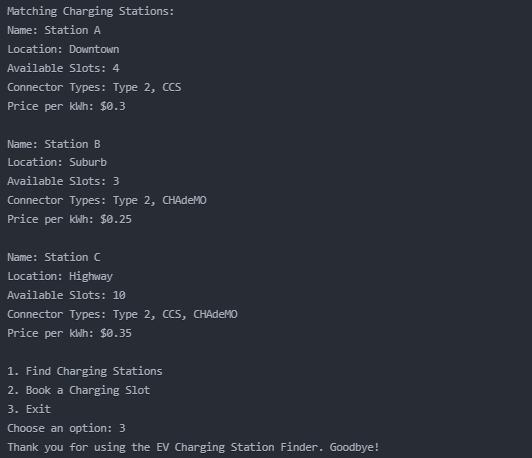 Matching Charging Stations:
Name: Station A
Location: Downtown
Available Slots: 4
Connector Types: Type 2, CCS
Price per kWh: $0.3
Name: Station B
Location: Suburb
Available Slots: 3
Connector Types: Type 2, CHAdeMO
Price per kWh: $0.25
Name: Station C
Location: Highway
Available Slots: 10
Connector Types: Type 2, CCS, CHAdeMO
Price per kWh: $0.35
1. Find Charging Stations
2. Book a Charging Slot
3. Exit
Choose an option: 3
Thank you for using the EV Charging Station Finder. Goodbye!